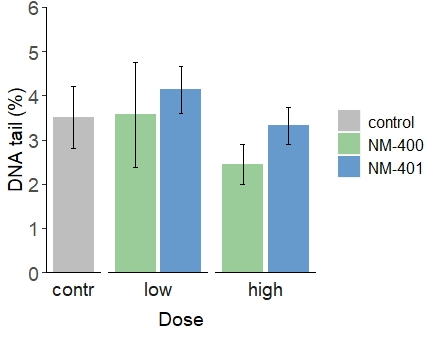 DNA tail (%)
6
5
4
3
2
1
0
contr low high
Dose
control
NM-400
NM-401